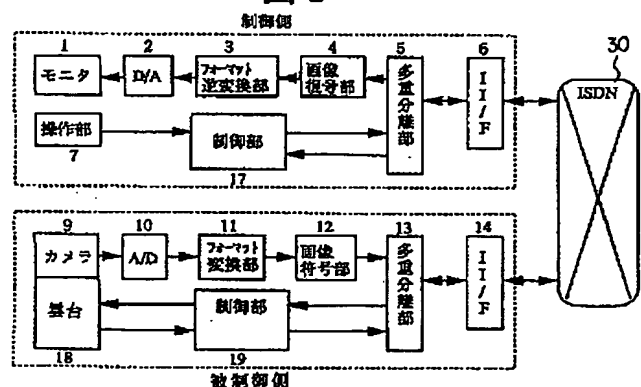 制御側
1 2 3 4 5 6 30
モニタ
D/A
フォーマット
逆変換部
画像
復号部
多重分離部
II/F
ISDN
操作部
7
制御部
17
9 10 11 12 13 14
カメラ
A/D
フォーマット
変換部
画像
符号部
多重分離部
II/F
雲台
制御部
18 19
被制御側